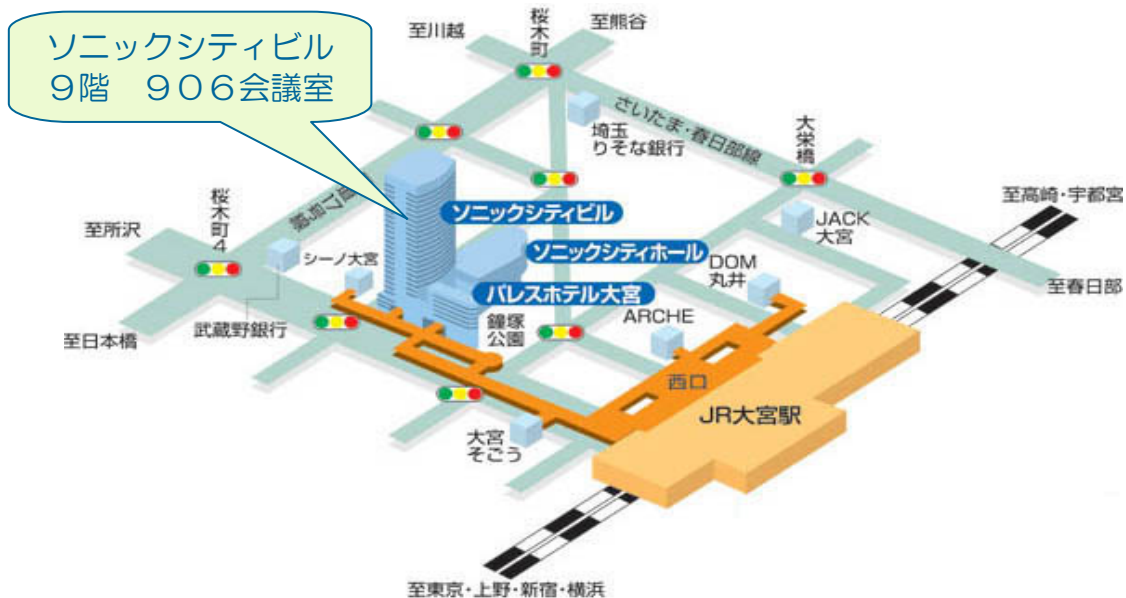 ソニックシティビル
9階　906会議室
至川越
桜木町
至熊谷
さいたま・春日部線
埼玉
りそな銀行
大栄橋
至高崎・宇都宮
桜木町4
至所沢
17号線
シーノ大宮
ソニックシティビル
ソニックシティホール
パレスホテル大宮
JACK
大宮
DOM
丸井
至春日部
至日本橋
武蔵野銀行
鐘塚
公園
ARCHE
西口
JR大宮駅
大宮
そごう
至東京・上野・新宿・横浜